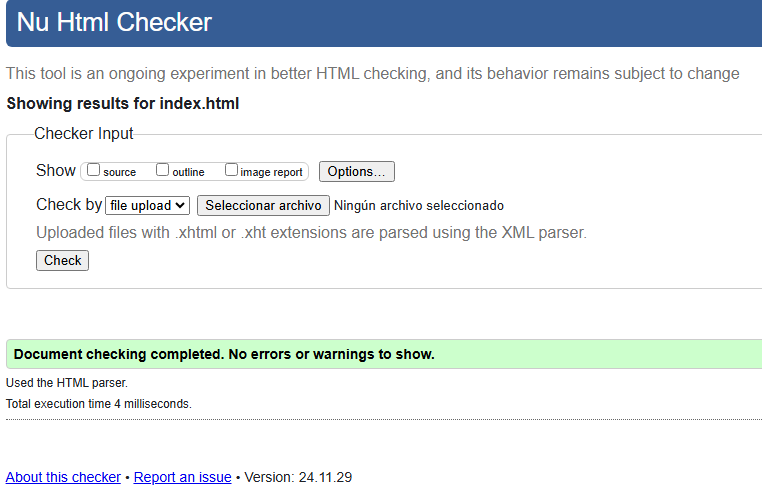 Nu Html Checker
This tool is an ongoing experiment in better HTML checking, and its behavior remains subject to change
Showing results for index.html
Checker Input
Show source outline image report Options...
Check by file upload Seleccionar archivo Ningún archivo seleccionado
Uploaded files with .xhtml or .xht extensions are parsed using the XML parser.
Check
Document checking completed. No errors or warnings to show.
Used the HTML parser.
Total execution time 4 milliseconds.
About this checker • Report an issue • Version: 24.11.29